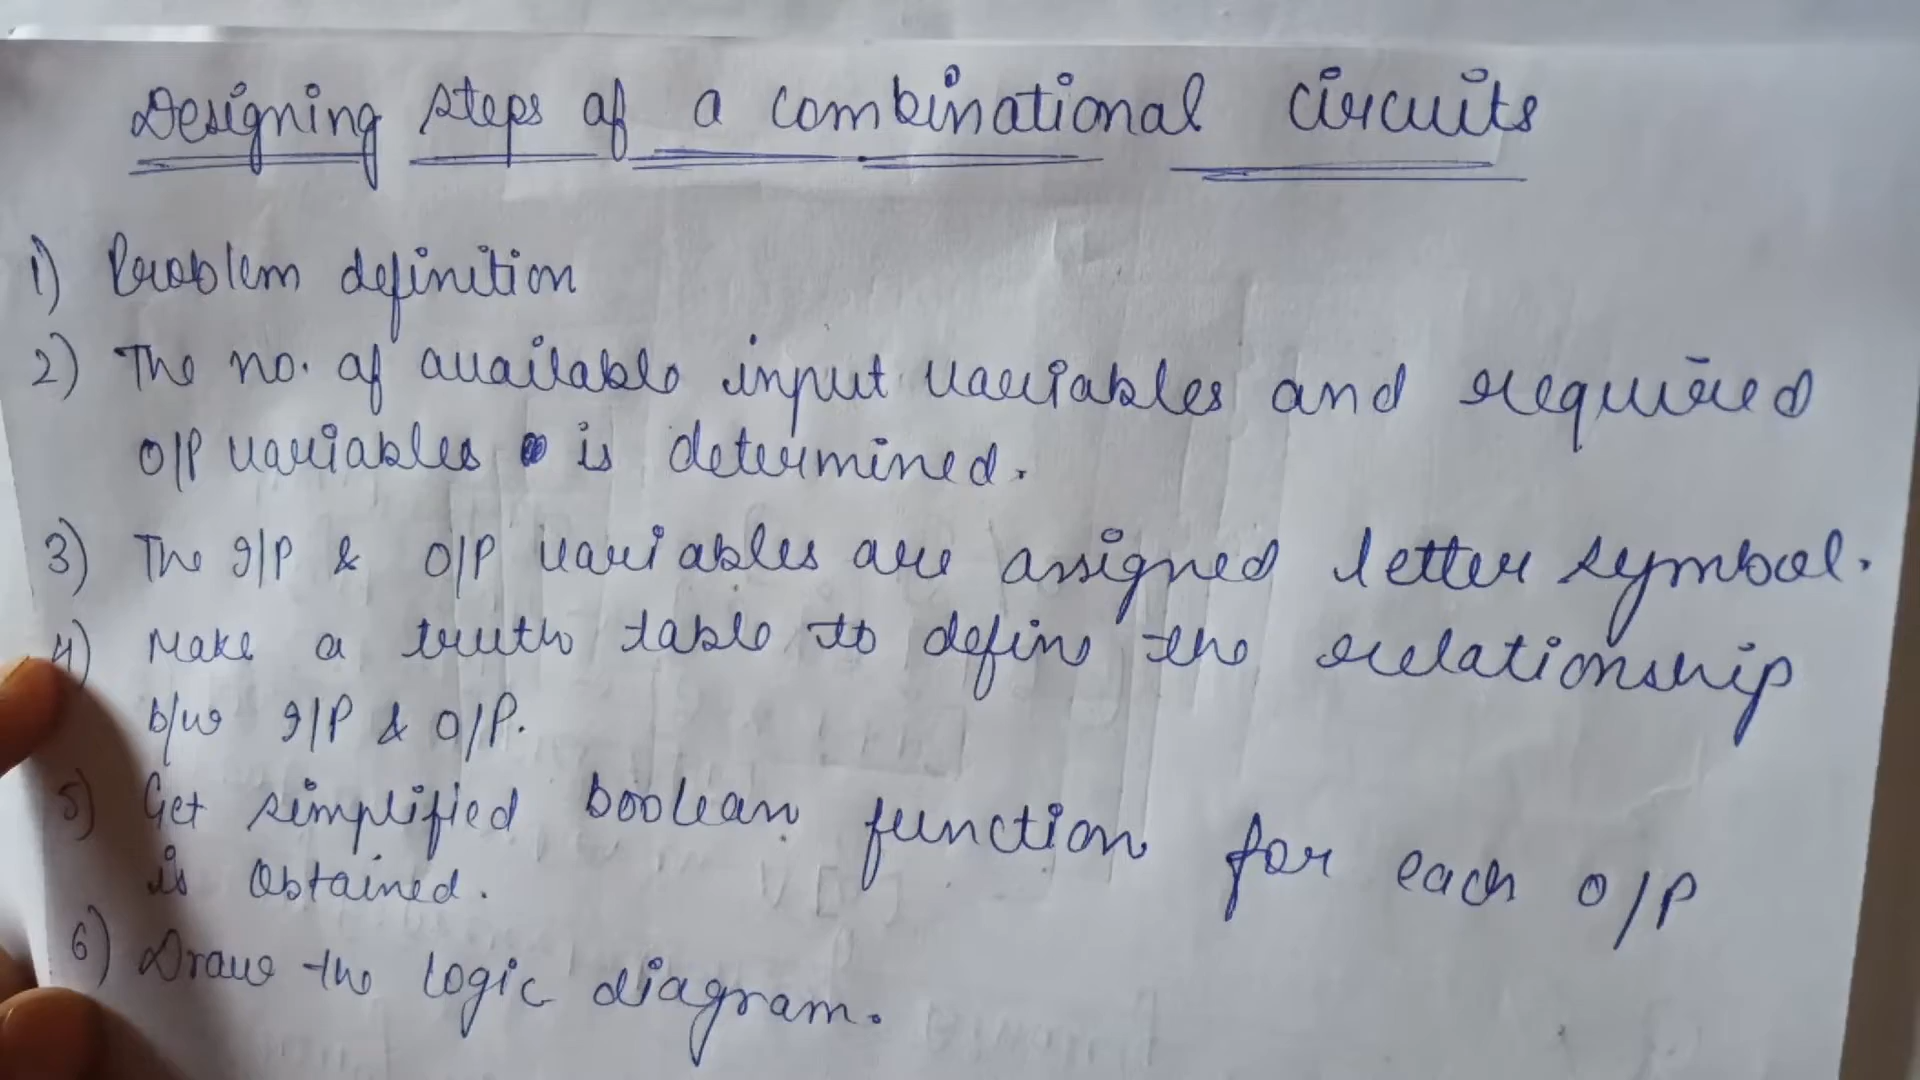 Designing steps of a combinational circuits
1) Problem definition
2) The no. of available input variables and required
O/P variables is determined.
3) The I/P & O/P variables are assigned letter symbol.
4) Make a truth table to define the relationship
b/w I/P & O/P.
5) Get simplified boolean function for each O/P
is obtained.
6) Draw the logic diagram.